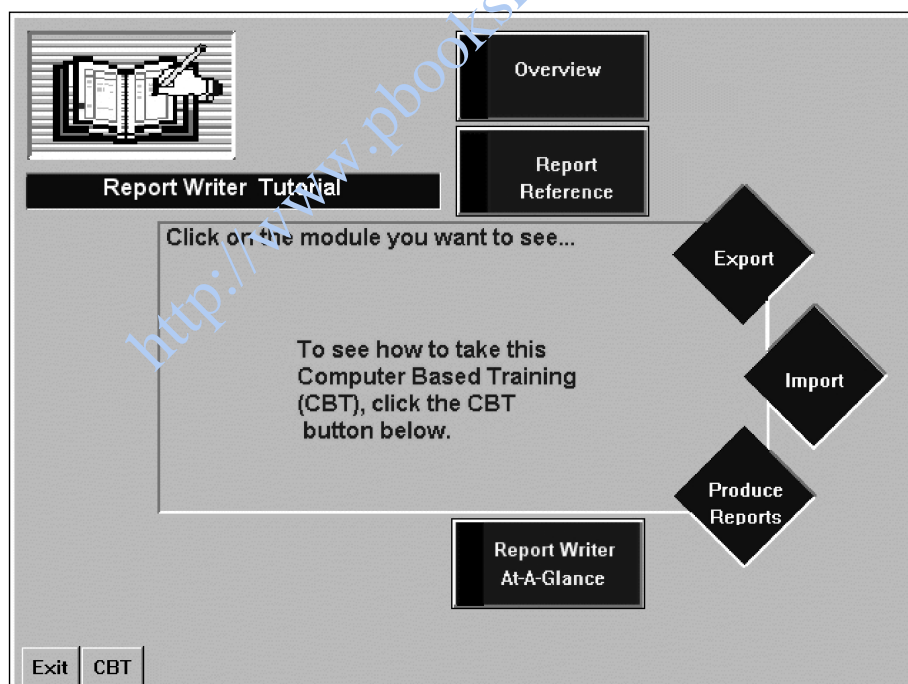 Overview
Report
Reference
Report Writer Tutorial
Click on the module you want to see...
Export
To see how to take this
Computer Based Training
(CBT), click the CBT
button below.
Import
Produce
Reports
Report Writer
At-A-Glance
Exit
CBT
http://www.pbooks